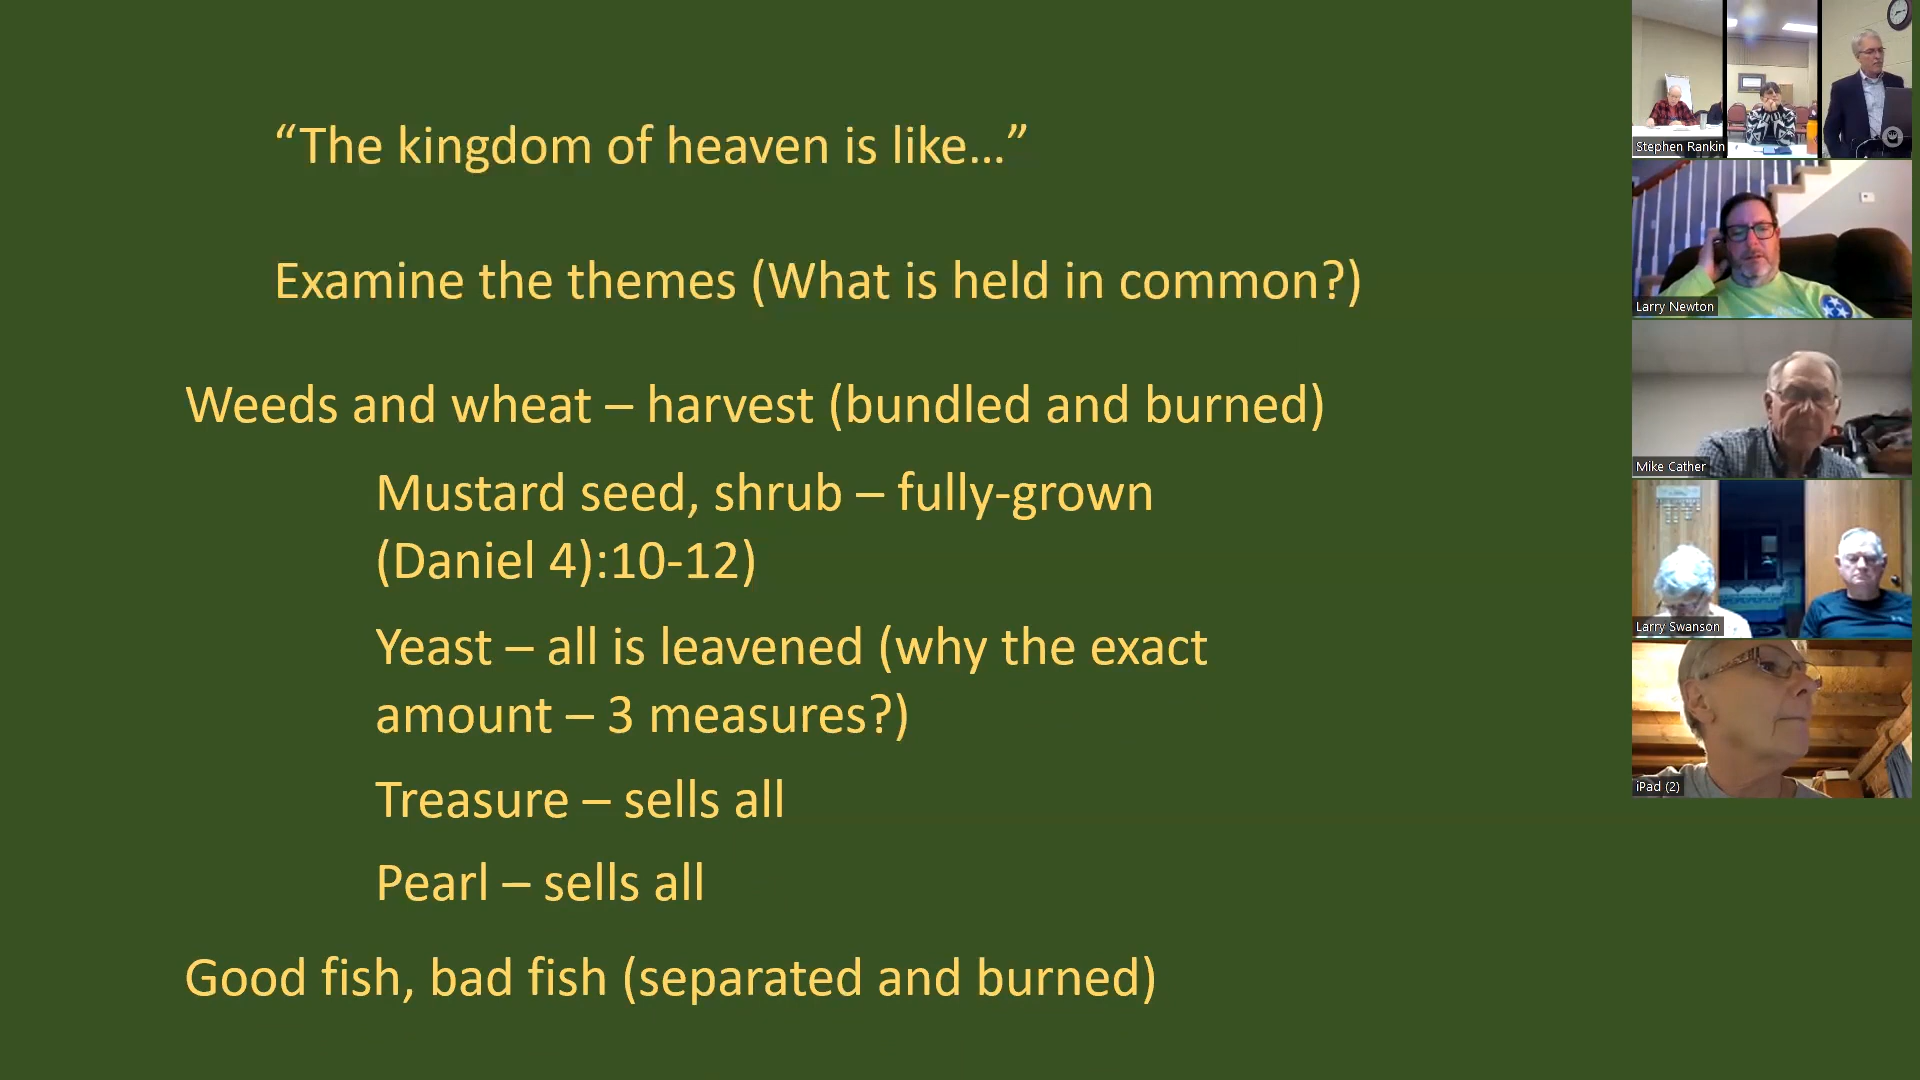 “The kingdom of heaven is like…”
Examine the themes (What is held in common?)
Weeds and wheat – harvest (bundled and burned)
Mustard seed, shrub – fully-grown
(Daniel 4):10-12)
Yeast – all is leavened (why the exact
amount – 3 measures?)
Treasure – sells all
Pearl – sells all
Good fish, bad fish (separated and burned)
Stephen Rankin
Larry Newton
Mike Cather
Larry Swanson
iPad (2)